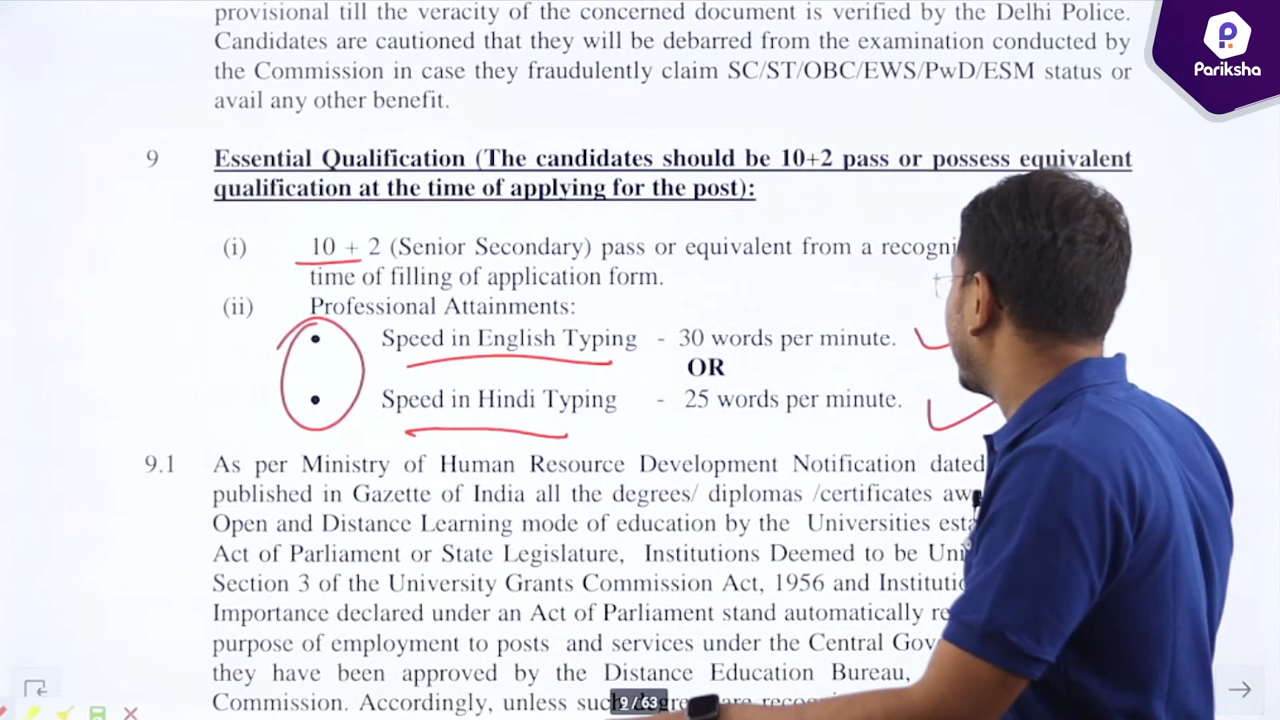 provisional till the veracity of the concerned document is verified by the Delhi Police.
Candidates are cautioned that they will be debarred from the examination conducted by
the Commission in case they fraudulently claim SC/ST/OBC/EWS/PwD/ESM status or
avail any other benefit.
Pariksha
9 Essential Qualification (The candidates should be 10+2 pass or possess equivalent
qualification at the time of applying for the post):
(i) 10 + 2 (Senior Secondary) pass or equivalent from a recogni
time of filling of application form.
(ii) Professional Attainments:
• Speed in English Typing - 30 words per minute.
OR
• Speed in Hindi Typing - 25 words per minute.
9.1 As per Ministry of Human Resource Development Notification dated
published in Gazette of India all the degrees/ diplomas /certificates aw
Open and Distance Learning mode of education by the Universities esta
Act of Parliament or State Legislature, Institutions Deemed to be Uni
Section 3 of the University Grants Commission Act, 1956 and Institutio
Importance declared under an Act of Parliament stand automatically re
purpose of employment to posts and services under the Central Gov
they have been approved by the Distance Education Bureau,
Commission. Accordingly, unless such
9 / 63